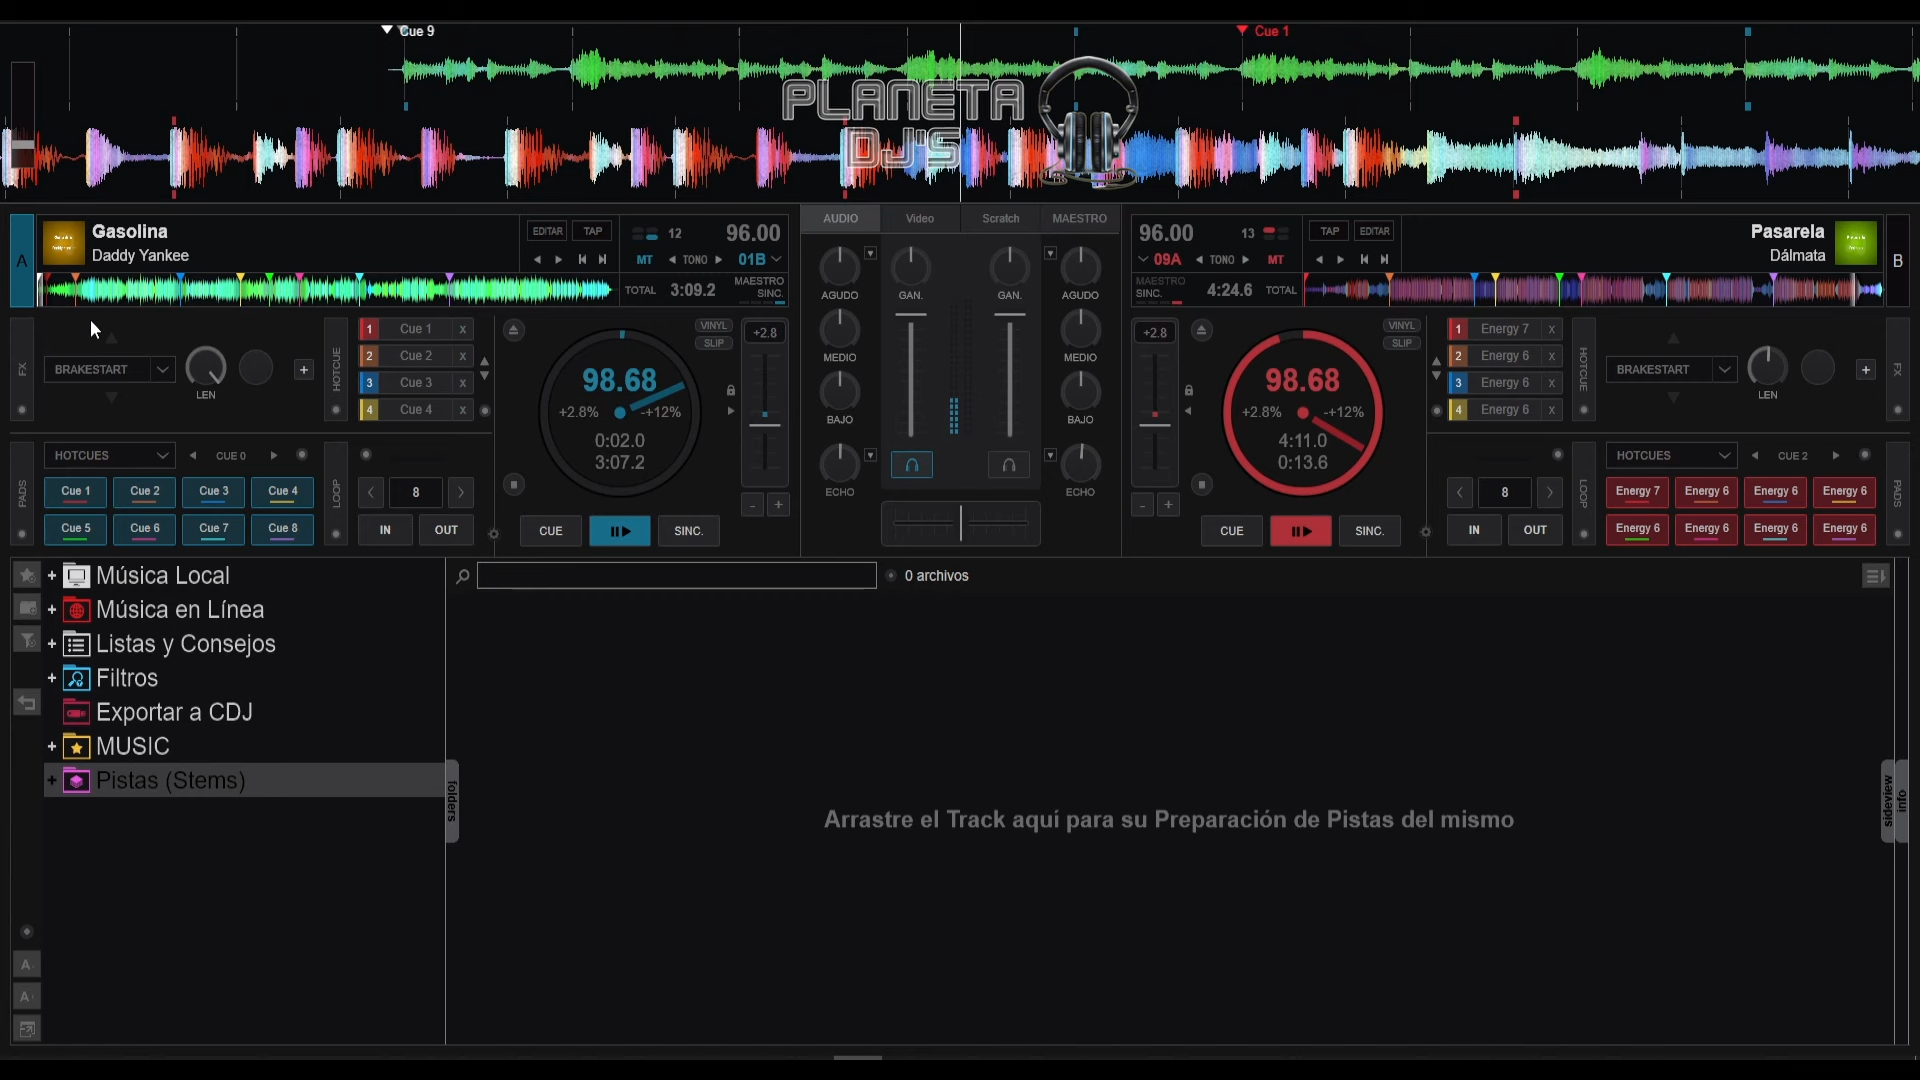 Cue 9
Cue 1
PLANETA
DJ'S
A
Gasolina
Daddy Yankee
EDITAR TAP
12 96.00
MT TONO 01B
TOTAL 3:09.2 MAESTRO SINC.
AUDIO Video Scratch MAESTRO
96.00 13
TAP EDITAR
09A TONO MT
MAESTRO SINC. 4:24.6 TOTAL
Pasarela
Dálmata
B
FX
BRAKESTART
LEN
+
HOTCUE
1 Cue 1 x
2 Cue 2 x
3 Cue 3 x
4 Cue 4 x
VINYL
SLIP
+2.8
98.68
+2.8% -+12%
0:02.0
3:07.2
- +
CUE
SINC.
PADS
HOTCUES
CUE 0
Cue 1 Cue 2 Cue 3 Cue 4
Cue 5 Cue 6 Cue 7 Cue 8
LOOP
8
IN OUT
AGUDO GAN. GAN. AGUDO
MEDIO MEDIO
BAJO BAJO
ECHO ECHO
+2.8
VINYL
SLIP
98.68
+2.8% -+12%
4:11.0
0:13.6
- +
CUE
SINC.
1 Energy 7 x
2 Energy 6 x
3 Energy 6 x
4 Energy 6 x
HOTCUE
BRAKESTART
LEN
+
FX
8
IN OUT
LOOP
HOTCUES
CUE 2
Energy 7 Energy 6 Energy 6 Energy 6
Energy 6 Energy 6 Energy 6 Energy 6
PADS
+ Música Local
+ Música en Línea
+ Listas y Consejos
+ Filtros
Exportar a CDJ
+ MUSIC
+ Pistas (Stems)
folders
0 archivos
Arrastre el Track aquí para su Preparación de Pistas del mismo
sideview
info
A
A